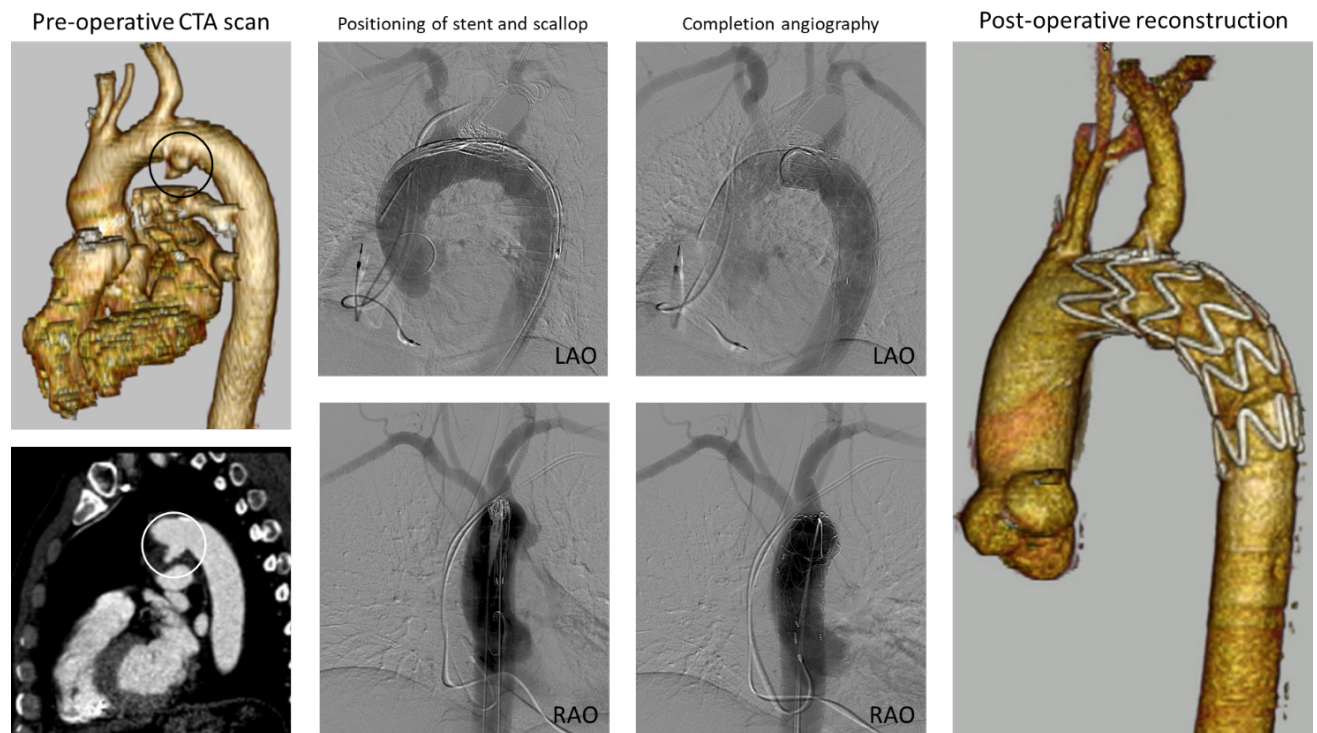 Pre-operative CTA scan
Positioning of stent and scallop
Completion angiography
Post-operative reconstruction
LAO
LAO
RAO
RAO